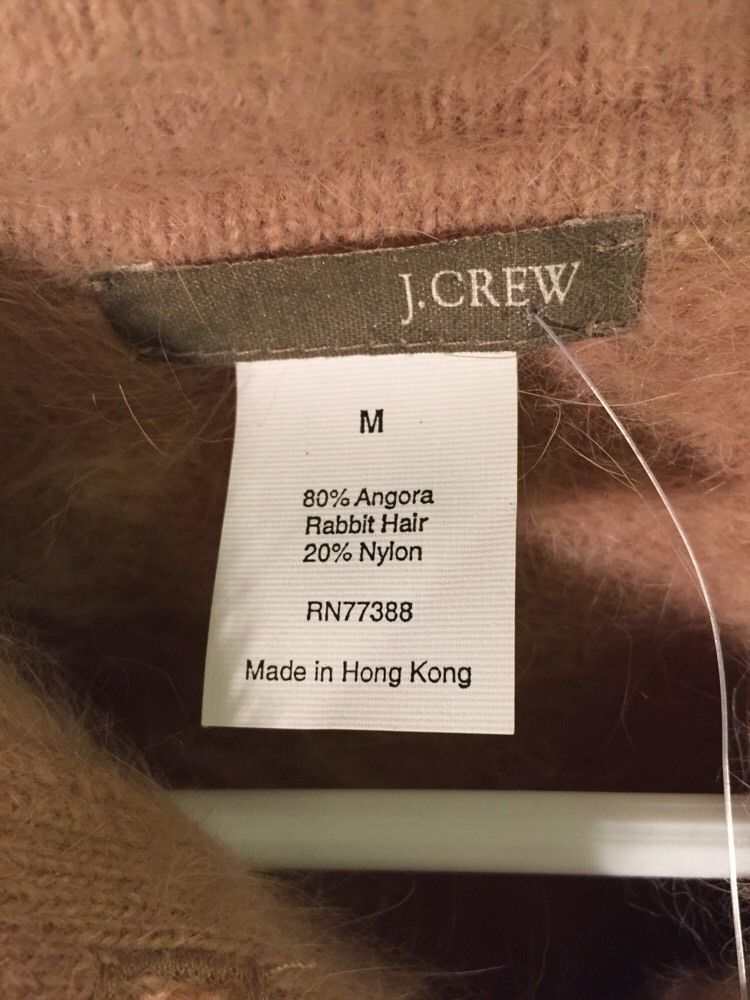 J.CREW
M
80% Angora
Rabbit Hair
20% Nylon
RN77388
Made in Hong Kong